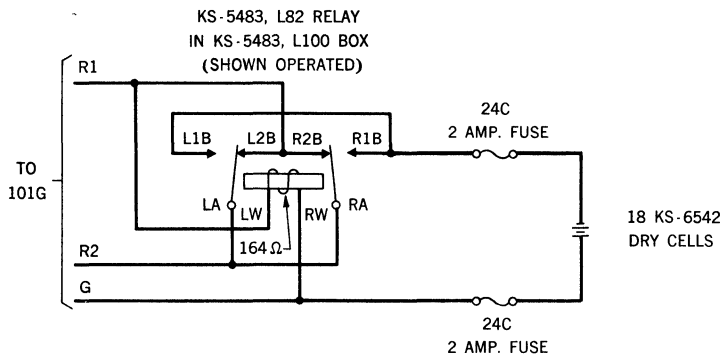 KS-5483, L82 RELAY
IN KS-5483, L100 BOX
(SHOWN OPERATED)
R1
24C
2 AMP. FUSE
L1B L2B R2B R1B
TO
101G
LA LW RW RA
18 KS-6542
DRY CELLS
164Ω
R2
G
24C
2 AMP. FUSE